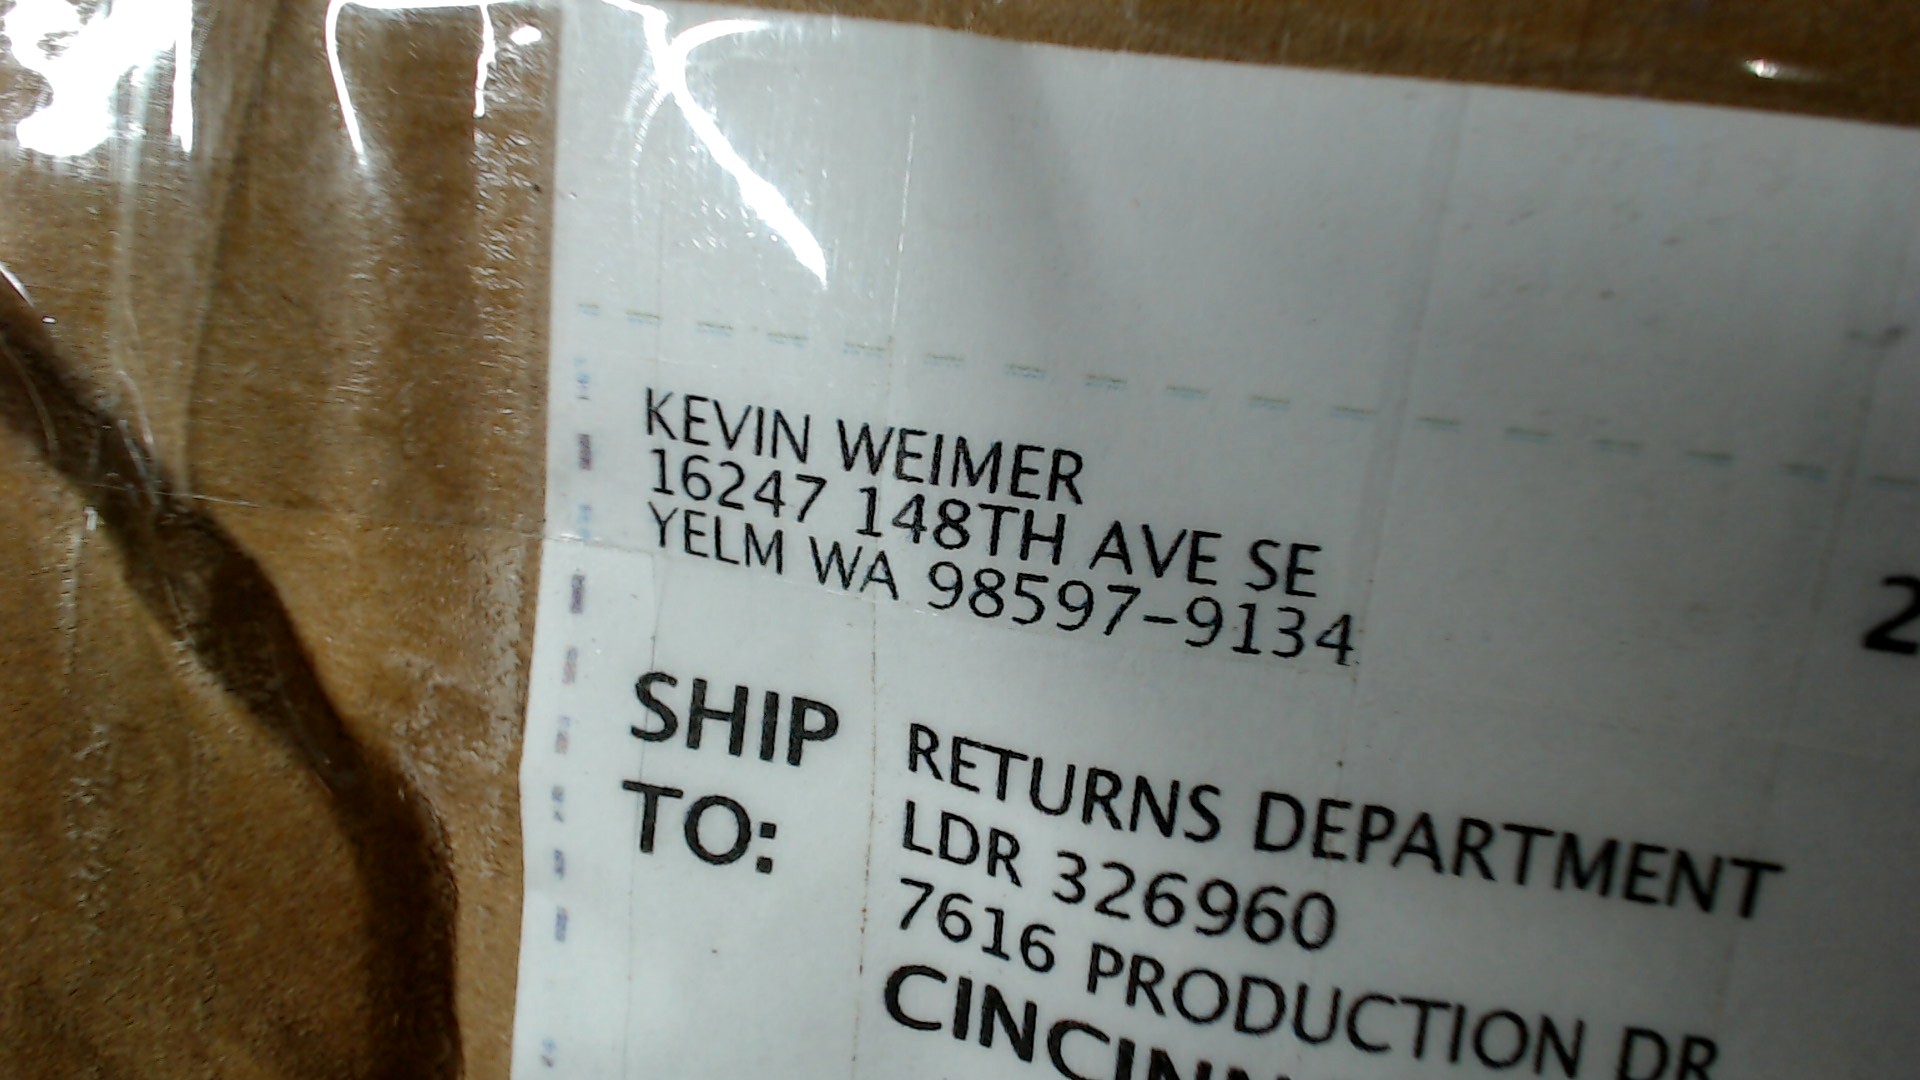 KEVIN WEIMER
16247 148TH AVE SE
YELM WA 98597-9134
2
SHIP
TO:
RETURNS DEPARTMENT
LDR 326960
7616 PRODUCTION DR